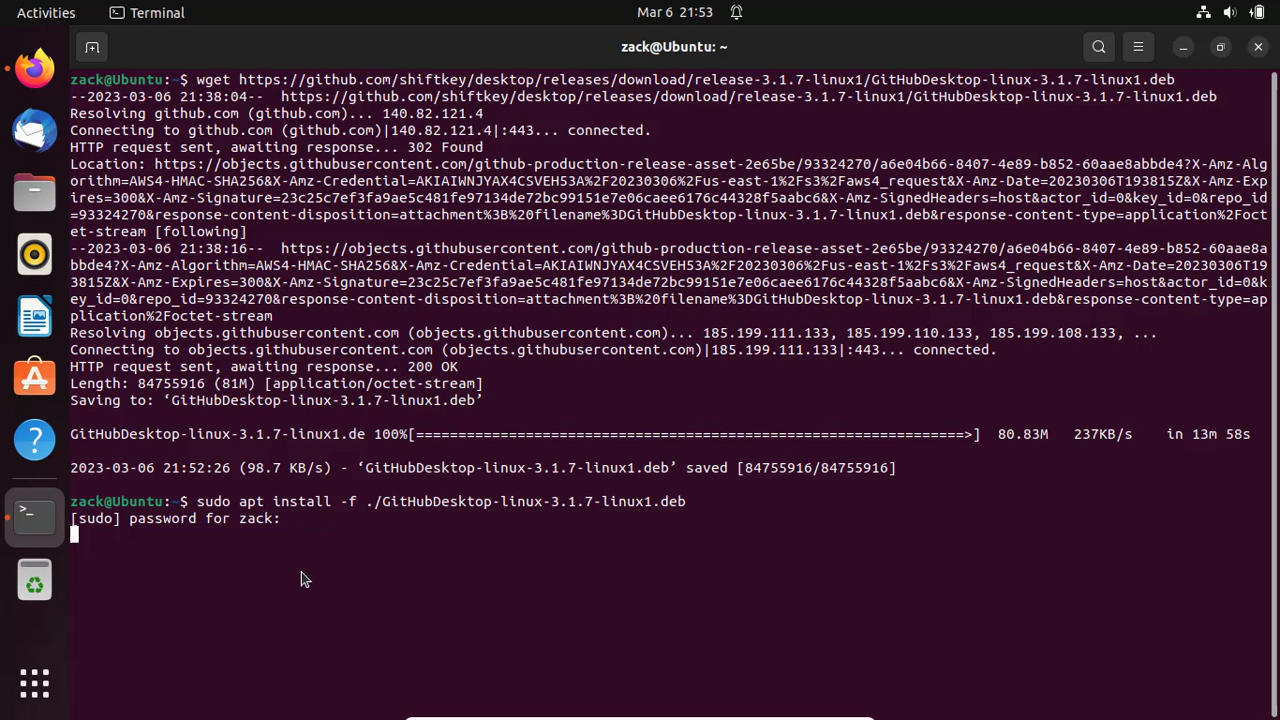 Activities
Terminal
Mar 6 21:53
zack@Ubuntu: ~
zack@Ubuntu:~$ wget https://github.com/shiftkey/desktop/releases/download/release-3.1.7-linux1/GitHubDesktop-linux-3.1.7-linux1.deb
--2023-03-06 21:38:04-- https://github.com/shiftkey/desktop/releases/download/release-3.1.7-linux1/GitHubDesktop-linux-3.1.7-linux1.deb
Resolving github.com (github.com)... 140.82.121.4
Connecting to github.com (github.com)|140.82.121.4|:443... connected.
HTTP request sent, awaiting response... 302 Found
Location: https://objects.githubusercontent.com/github-production-release-asset-2e65be/93324270/a6e04b66-8407-4e89-b852-60aae8abbde4?X-Amz-Alg
orithm=AWS4-HMAC-SHA256&X-Amz-Credential=AKIAIWNJYAX4CSVEH53A%2F20230306%2Fus-east-1%2Fs3%2Faws4_request&X-Amz-Date=20230306T193815Z&X-Amz-Exp
ires=300&X-Amz-Signature=23c25c7ef3fa9ae5c481fe97134de72bc99151e7e06caee6176c44328f5aabc6&X-Amz-SignedHeaders=host&actor_id=0&key_id=0&repo_id
=93324270&response-content-disposition=attachment%3B%20filename%3DGitHubDesktop-linux-3.1.7-linux1.deb&response-content-type=application%2Foct
et-stream [following]
--2023-03-06 21:38:16-- https://objects.githubusercontent.com/github-production-release-asset-2e65be/93324270/a6e04b66-8407-4e89-b852-60aae8a
bbde4?X-Amz-Algorithm=AWS4-HMAC-SHA256&X-Amz-Credential=AKIAIWNJYAX4CSVEH53A%2F20230306%2Fus-east-1%2Fs3%2Faws4_request&X-Amz-Date=20230306T19
3815Z&X-Amz-Expires=300&X-Amz-Signature=23c25c7ef3fa9ae5c481fe97134de72bc99151e7e06caee6176c44328f5aabc6&X-Amz-SignedHeaders=host&actor_id=0&k
ey_id=0&repo_id=93324270&response-content-disposition=attachment%3B%20filename%3DGitHubDesktop-linux-3.1.7-linux1.deb&response-content-type=ap
plication%2Foctet-stream
Resolving objects.githubusercontent.com (objects.githubusercontent.com)... 185.199.111.133, 185.199.110.133, 185.199.108.133, ...
Connecting to objects.githubusercontent.com (objects.githubusercontent.com)|185.199.111.133|:443... connected.
HTTP request sent, awaiting response... 200 OK
Length: 84755916 (81M) [application/octet-stream]
Saving to: ‘GitHubDesktop-linux-3.1.7-linux1.deb’
GitHubDesktop-linux-3.1.7-linux1.de 100%[=================================================================>] 80.83M 237KB/s in 13m 58s
2023-03-06 21:52:26 (98.7 KB/s) - ‘GitHubDesktop-linux-3.1.7-linux1.deb’ saved [84755916/84755916]
zack@Ubuntu:~$ sudo apt install -f ./GitHubDesktop-linux-3.1.7-linux1.deb
[sudo] password for zack: